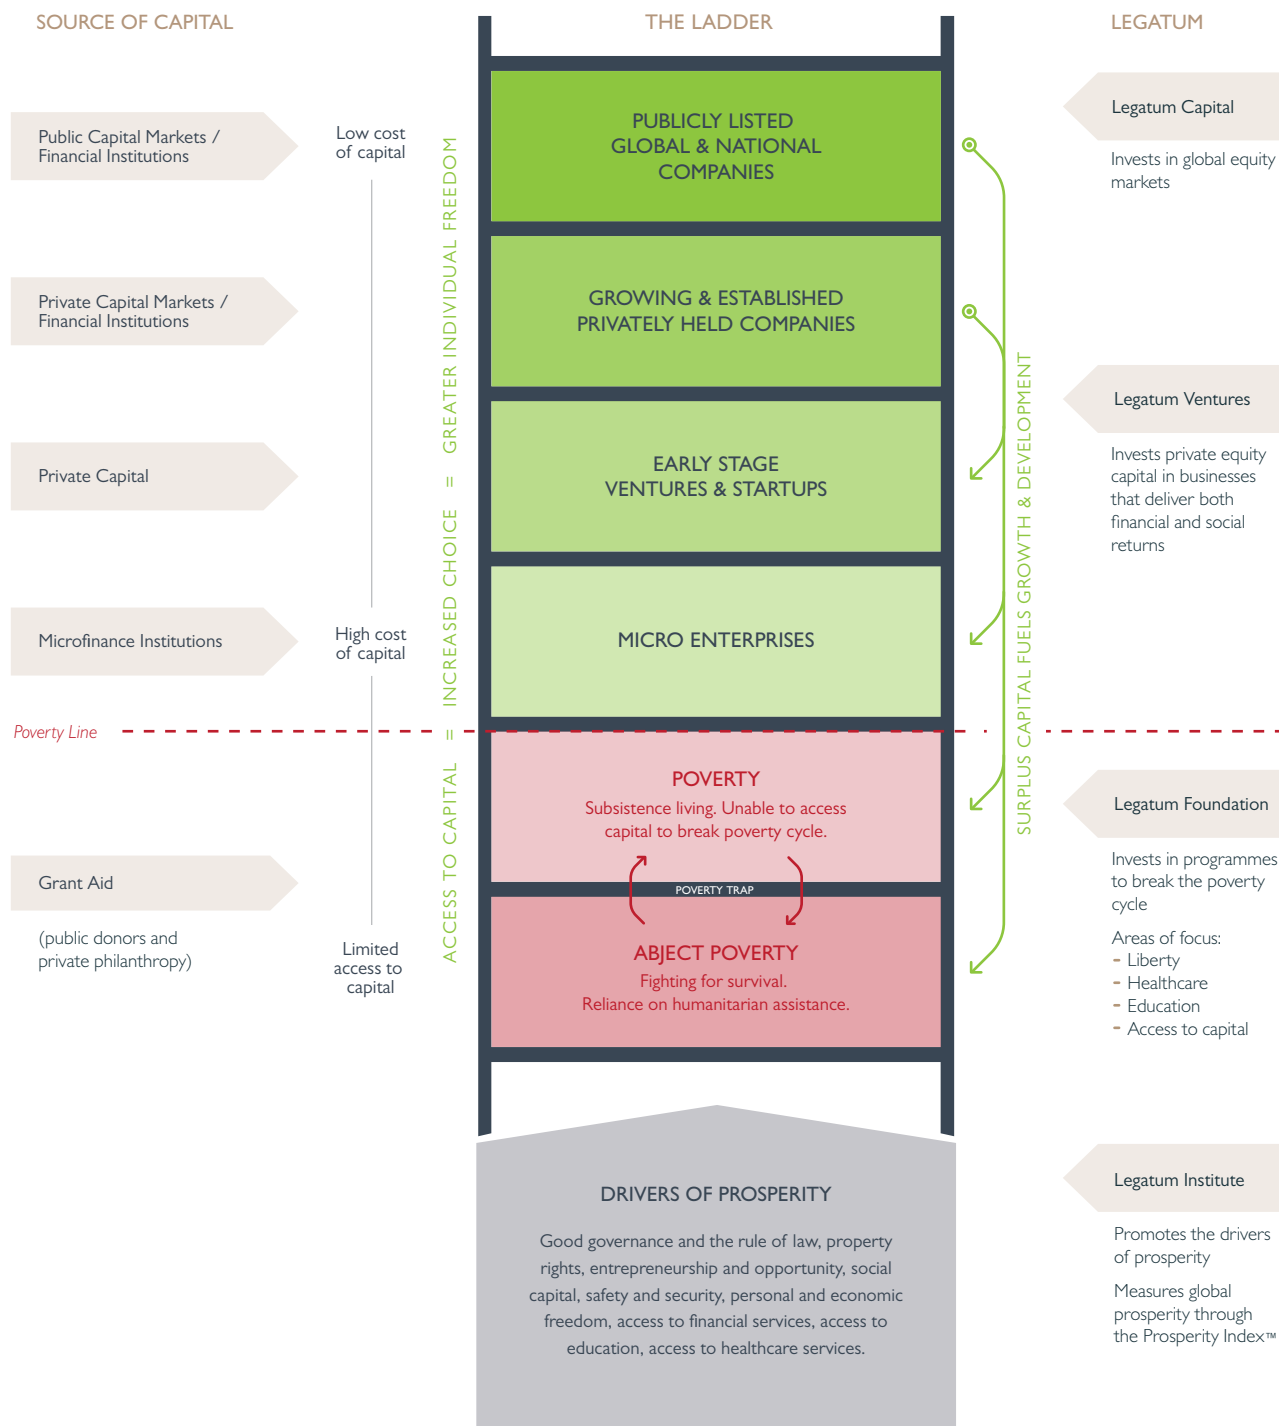 SOURCE OF CAPITAL
THE LADDER
LEGATUM
Public Capital Markets /
Financial Institutions
Private Capital Markets /
Financial Institutions
Private Capital
Microfinance Institutions
Poverty Line
Grant Aid
(public donors and
private philanthropy)
Low cost
of capital
High cost
of capital
Limited
access to
capital
ACCESS TO CAPITAL = INCREASED CHOICE = GREATER INDIVIDUAL FREEDOM
PUBLICLY LISTED
GLOBAL & NATIONAL
COMPANIES
GROWING & ESTABLISHED
PRIVATELY HELD COMPANIES
EARLY STAGE
VENTURES & STARTUPS
MICRO ENTERPRISES
POVERTY
Subsistence living. Unable to access
capital to break poverty cycle.
POVERTY TRAP
ABJECT POVERTY
Fighting for survival.
Reliance on humanitarian assistance.
DRIVERS OF PROSPERITY
Good governance and the rule of law, property
rights, entrepreneurship and opportunity, social
capital, safety and security, personal and economic
freedom, access to financial services, access to
education, access to healthcare services.
SURPLUS CAPITAL FUELS GROWTH & DEVELOPMENT
Legatum Capital
Invests in global equity
markets
Legatum Ventures
Invests private equity
capital in businesses
that deliver both
financial and social
returns
Legatum Foundation
Invests in programmes
to break the poverty
cycle
Areas of focus:
- Liberty
- Healthcare
- Education
- Access to capital
Legatum Institute
Promotes the drivers
of prosperity
Measures global
prosperity through
the Prosperity Index™